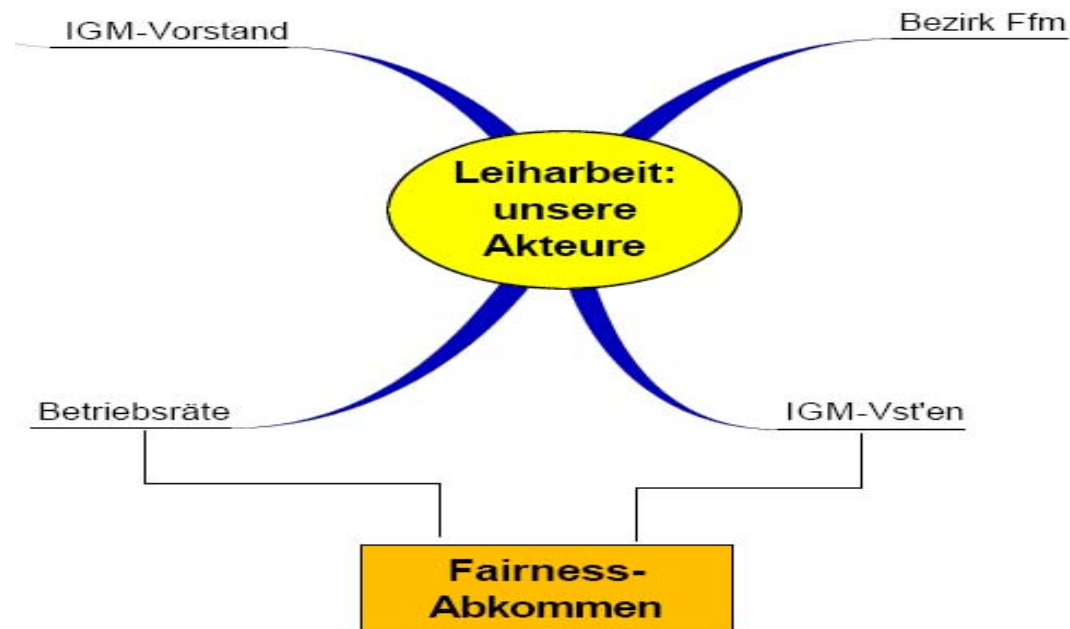 IGM-Vorstand
Bezirk Ffm
Leiharbeit:
unsere
Akteure
Betriebsräte
IGM-Vst'en
Fairness-
Abkommen